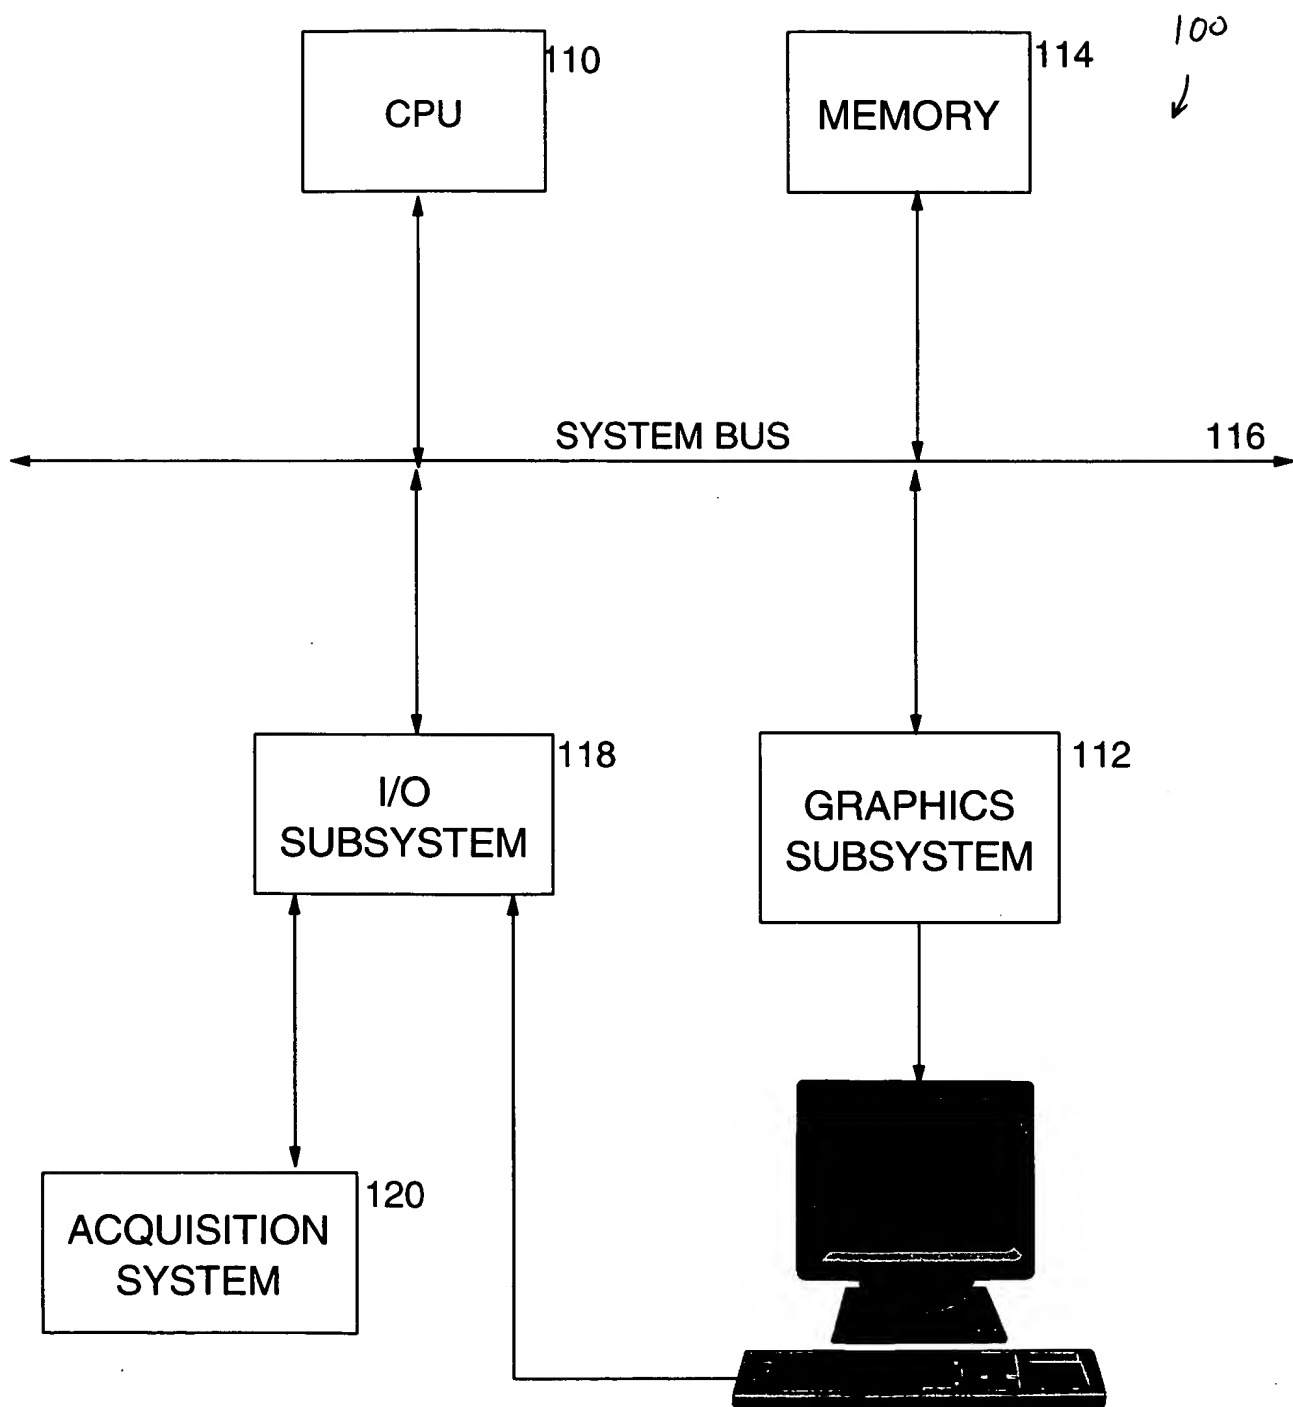 110
CPU
114
MEMORY
100
SYSTEM BUS
116
118
I/O
SUBSYSTEM
112
GRAPHICS
SUBSYSTEM
120
ACQUISITION
SYSTEM